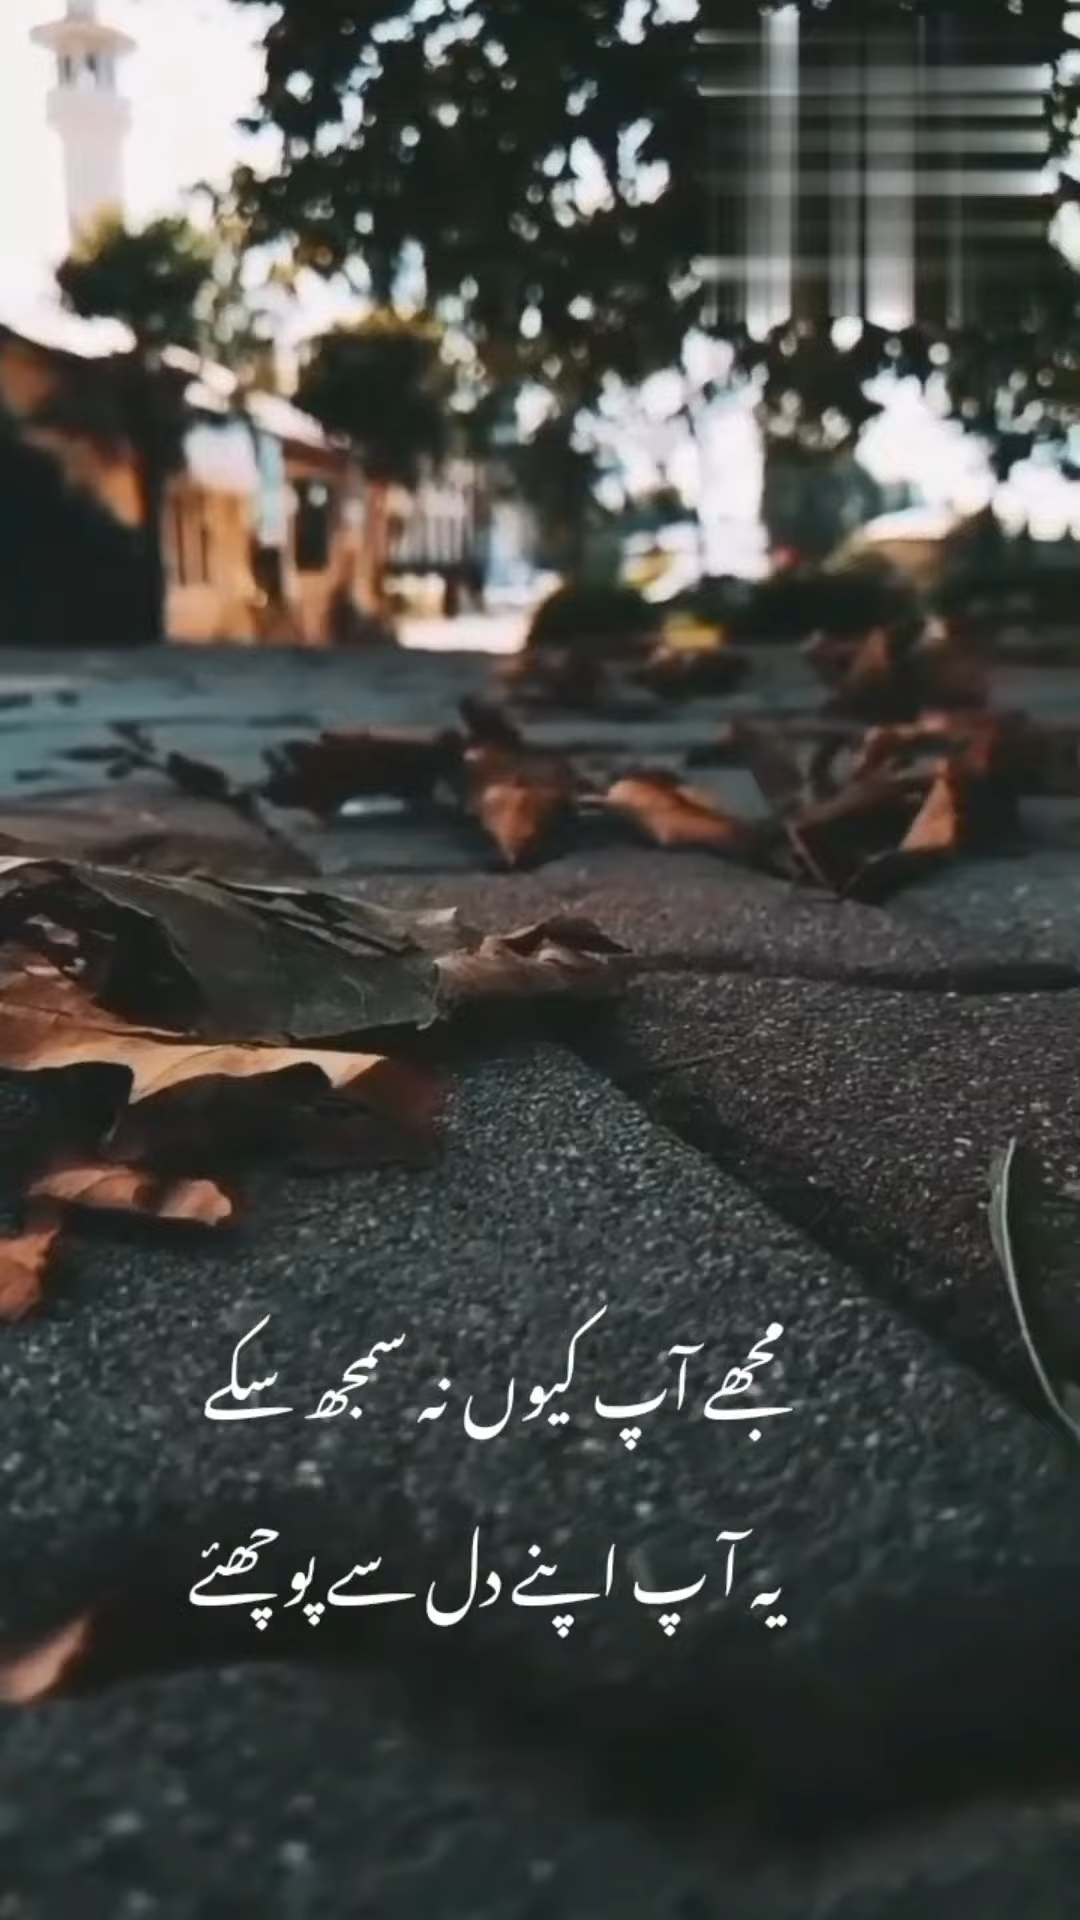 مجھے آپ کیوں نہ سمجھ سکے
یہ آپ اپنے دل سے پوچھئے